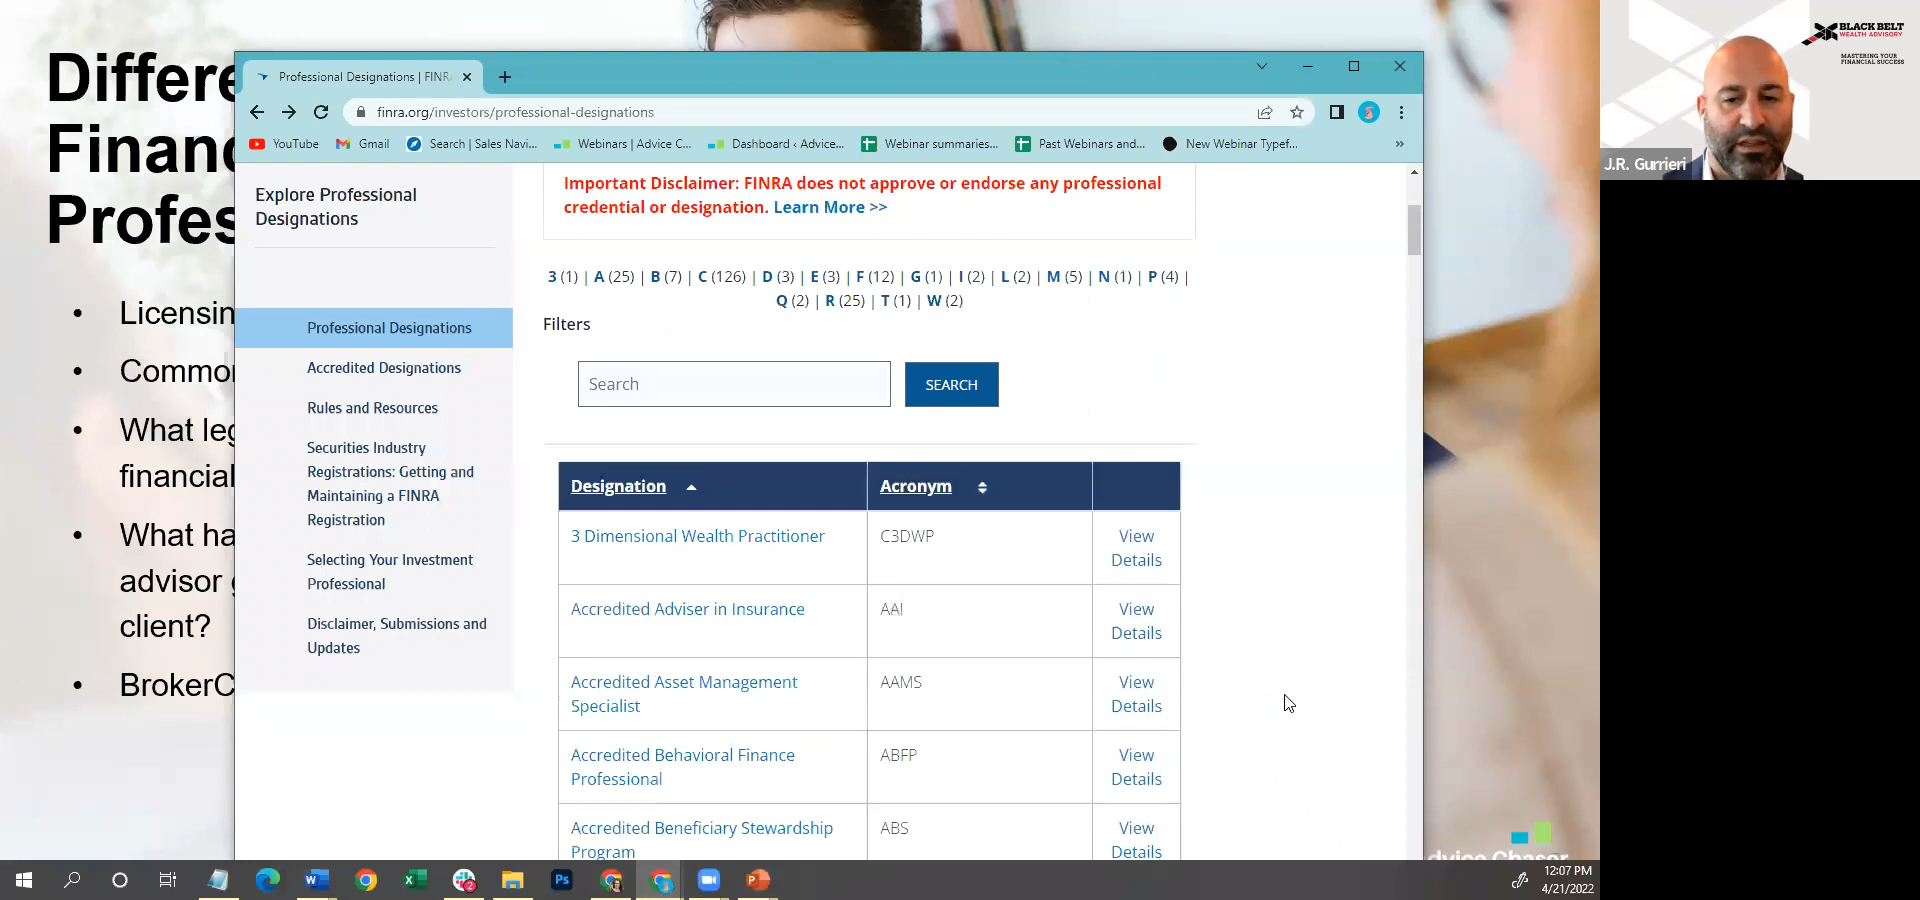 Differe
Financ
Profes
Licensin
Common
What leg
financial
What ha
advisor g
client?
BrokerC
Professional Designations | FINR
finra.org/investors/professional-designations
YouTube
Gmail
Search | Sales Navi...
Webinars | Advice C...
Dashboard ‹ Advice...
Webinar summaries...
Past Webinars and...
New Webinar Typef...
»
Explore Professional
Designations
Professional Designations
Accredited Designations
Rules and Resources
Securities Industry
Registrations: Getting and
Maintaining a FINRA
Registration
Selecting Your Investment
Professional
Disclaimer, Submissions and
Updates
Important Disclaimer: FINRA does not approve or endorse any professional
credential or designation. Learn More >>
3 (1) | A (25) | B (7) | C (126) | D (3) | E (3) | F (12) | G (1) | I (2) | L (2) | M (5) | N (1) | P (4) |
Q (2) | R (25) | T (1) | W (2)
Filters
Search
SEARCH
Designation
Acronym
3 Dimensional Wealth Practitioner
C3DWP
View
Details
Accredited Adviser in Insurance
AAI
View
Details
Accredited Asset Management
Specialist
AAMS
View
Details
Accredited Behavioral Finance
Professional
ABFP
View
Details
Accredited Beneficiary Stewardship
Program
ABS
View
Details
BLACK BELT
WEALTH ADVISORY
MASTERING YOUR
FINANCIAL SUCCESS
J.R. Gurrieri
W
X
2
Ps
P
12:07 PM
4/21/2022